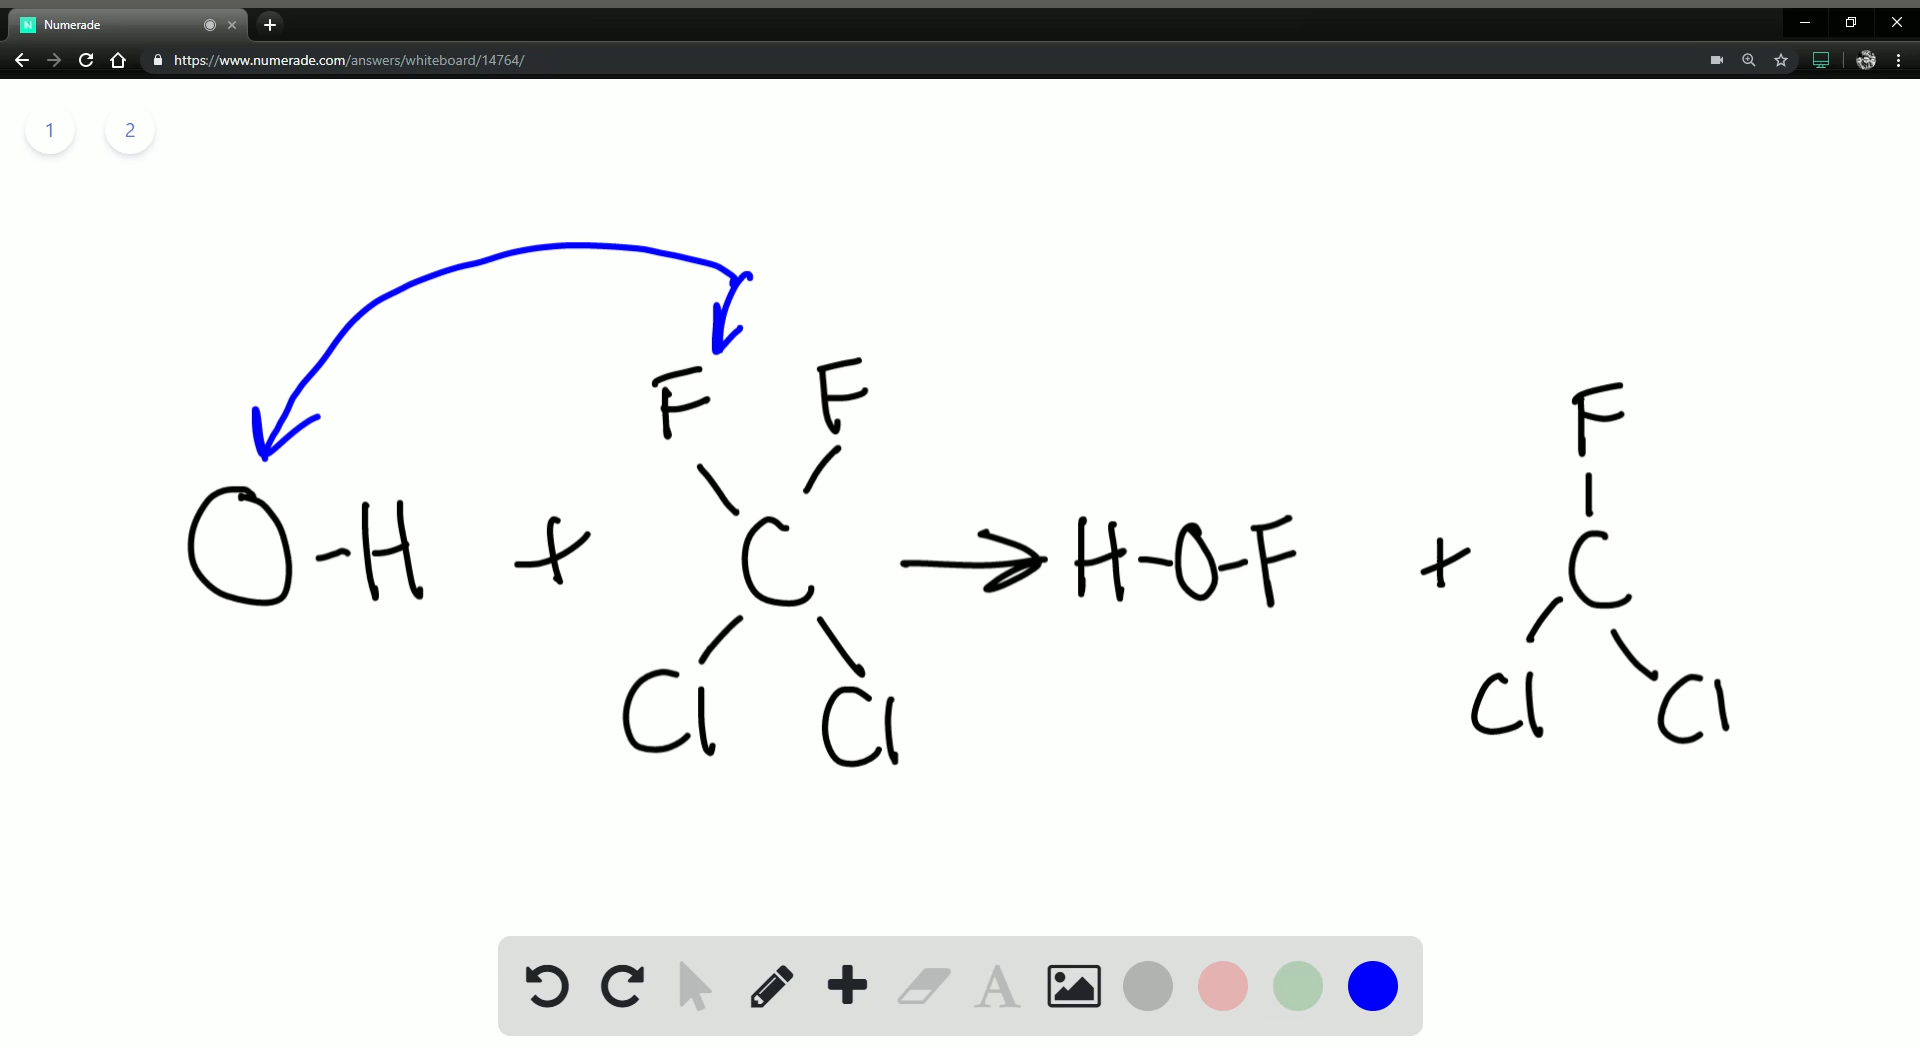 Numerade
https://www.numerade.com/answers/whiteboard/14764/
1 2
F F F
O-H + C → H-O-F + C
Cl Cl Cl Cl
A